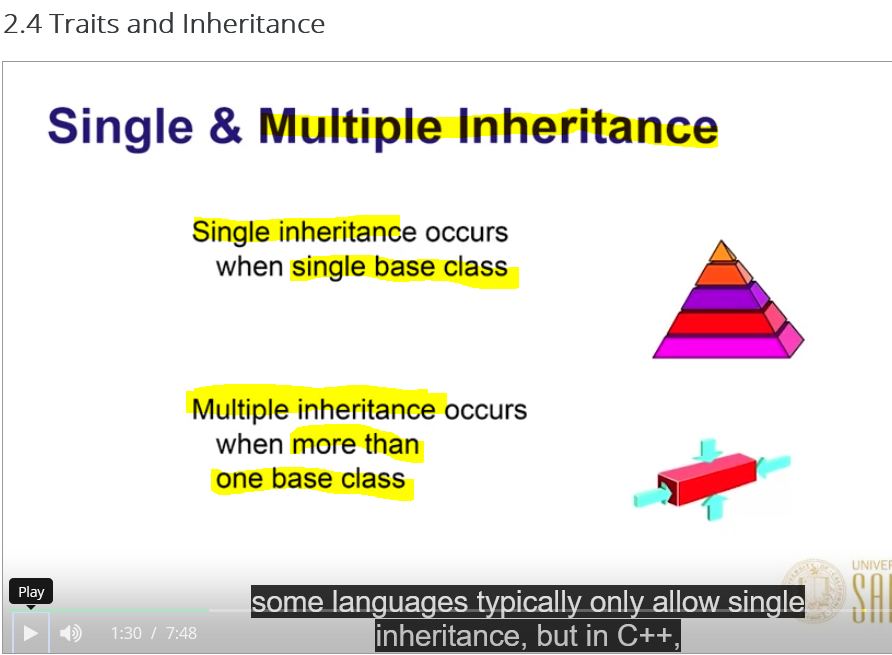 2.4 Traits and Inheritance
Single & Multiple Inheritance
Single inheritance occurs
when single base class
Multiple inheritance occurs
when more than
one base class
Play
some languages typically only allow single
inheritance, but in C++,
1:30 / 7:48